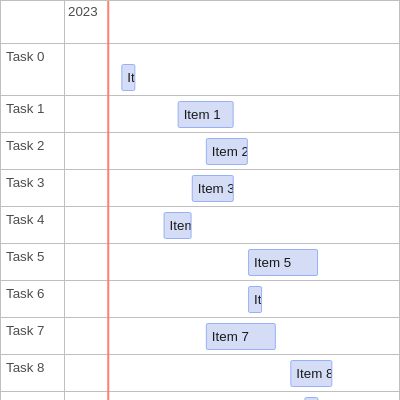 2023
Task 0
It
Task 1
Item 1
Task 2
Item 2
Task 3
Item 3
Task 4
Item
Task 5
Item 5
Task 6
It
Task 7
Item 7
Task 8
Item 8